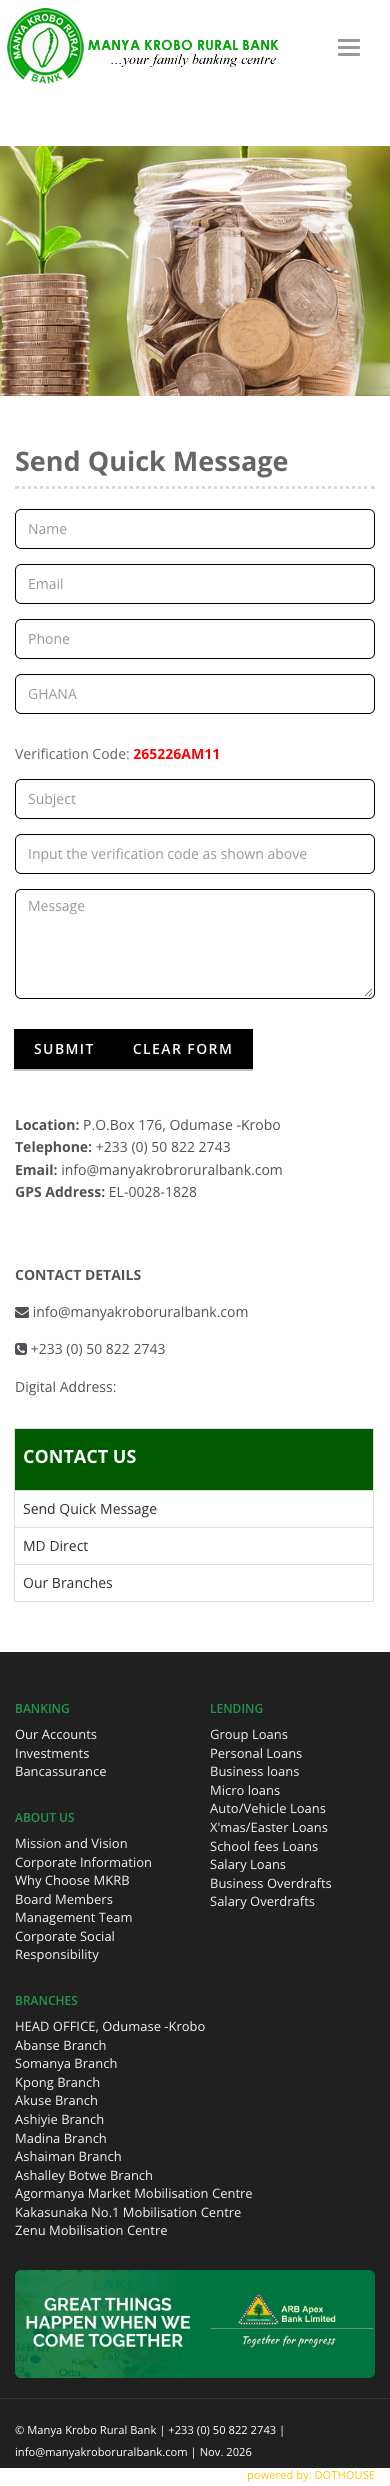 MANYA KROBO RURAL
BANK
MANYA KROBO RURAL BANK
...your family banking centre
Send Quick Message
Name
Email
Phone
GHANA
Verification Code: 265226AM11
Subject
Input the verification code as shown above
Message
SUBMIT CLEAR FORM
Location: P.O.Box 176, Odumase -Krobo
Telephone: +233 (0) 50 822 2743
Email: info@manyakrobroruralbank.com
GPS Address: EL-0028-1828
CONTACT DETAILS
info@manyakroboruralbank.com
+233 (0) 50 822 2743
Digital Address:
CONTACT US
Send Quick Message
MD Direct
Our Branches
BANKING
Our Accounts
Investments
Bancassurance
LENDING
Group Loans
Personal Loans
Business loans
Micro loans
Auto/Vehicle Loans
X'mas/Easter Loans
School fees Loans
Salary Loans
Business Overdrafts
Salary Overdrafts
ABOUT US
Mission and Vision
Corporate Information
Why Choose MKRB
Board Members
Management Team
Corporate Social
Responsibility
BRANCHES
HEAD OFFICE, Odumase -Krobo
Abanse Branch
Somanya Branch
Kpong Branch
Akuse Branch
Ashiyie Branch
Madina Branch
Ashaiman Branch
Ashalley Botwe Branch
Agormanya Market Mobilisation Centre
Kakasunaka No.1 Mobilisation Centre
Zenu Mobilisation Centre
GREAT THINGS
HAPPEN WHEN WE
COME TOGETHER
ARB Apex
Bank Limited
Together for progress
© Manya Krobo Rural Bank | +233 (0) 50 822 2743 |
info@manyakroboruralbank.com | Nov. 2026
powered by: DOTHOUSE